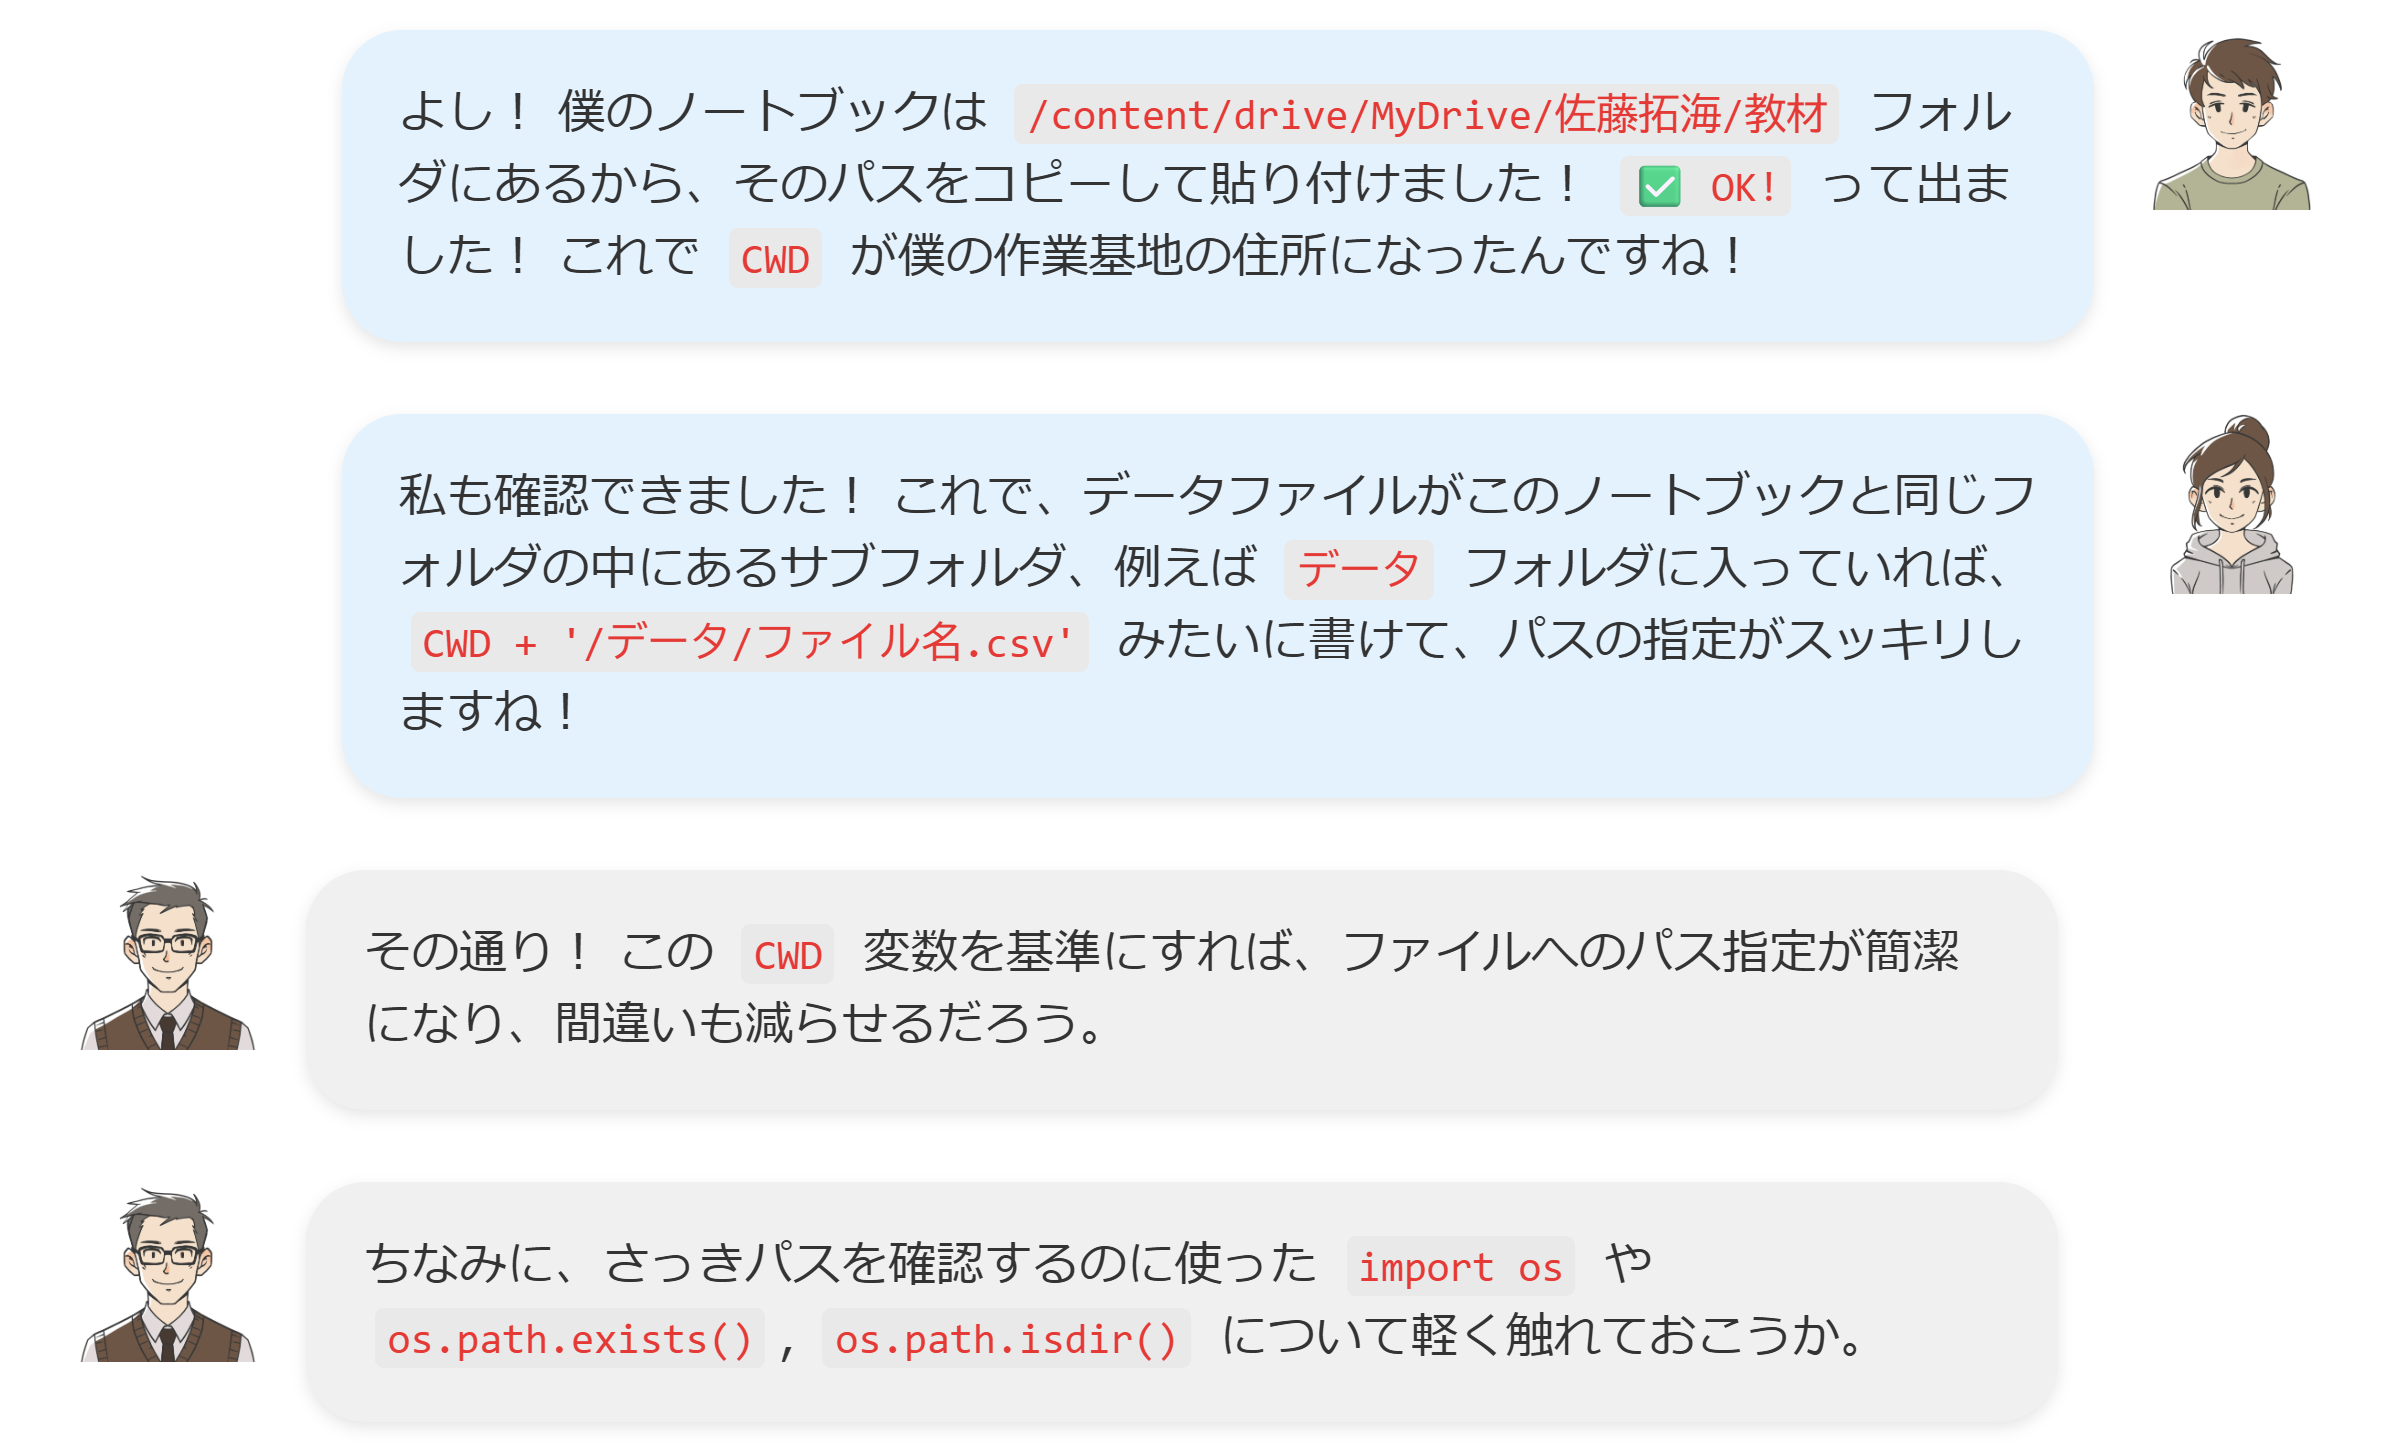 よし！ 僕のノートブックは /content/drive/MyDrive/佐藤拓海/教材 フォル
ダにあるから、そのパスをコピーして貼り付けました！ ✅ OK! って出ま
した！ これで CWD が僕の作業基地の住所になったんですね！
私も確認できました！ これで、データファイルがこのノートブックと同じフ
ォルダの中にあるサブフォルダ、例えば データ フォルダに入っていれば、
CWD + '/データ/ファイル名.csv' みたいに書けて、パスの指定がスッキリし
ますね！
その通り！ この CWD 変数を基準にすれば、ファイルへのパス指定が簡潔
になり、間違いも減らせるだろう。
ちなみに、さっきパスを確認するのに使った import os や
os.path.exists() , os.path.isdir() について軽く触れておこうか。